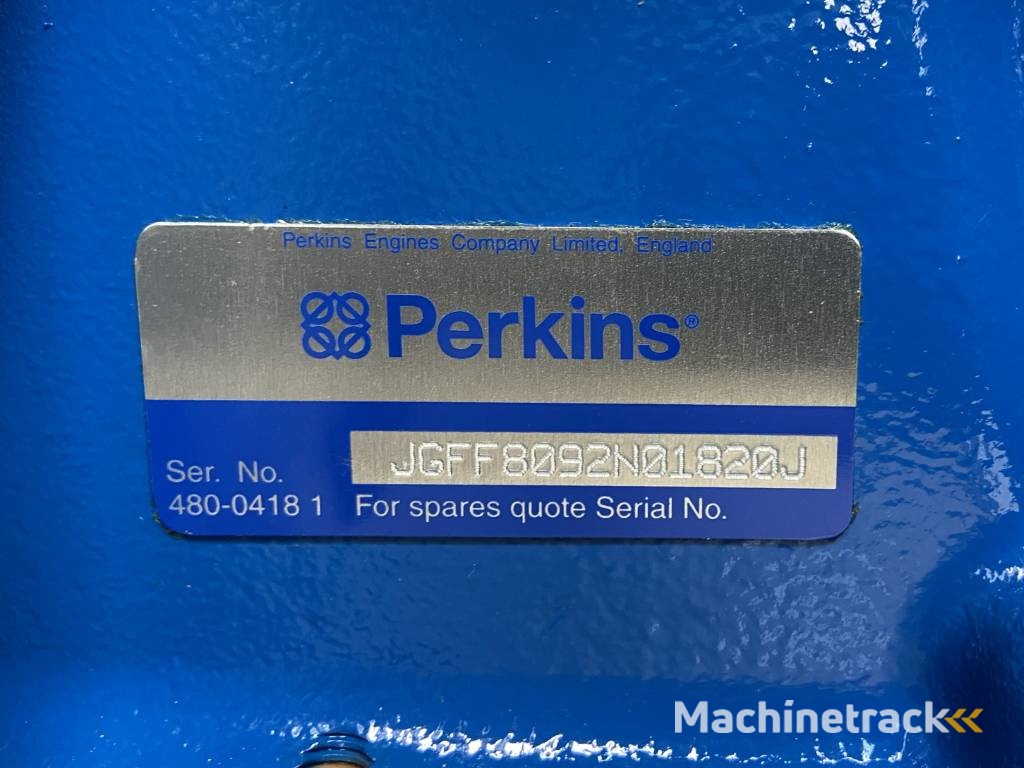 Perkins Engines Company Limited, England
Perkins®
Ser. No. JGFF8092N01820J
480-0418 1 For spares quote Serial No.
Machinetrack